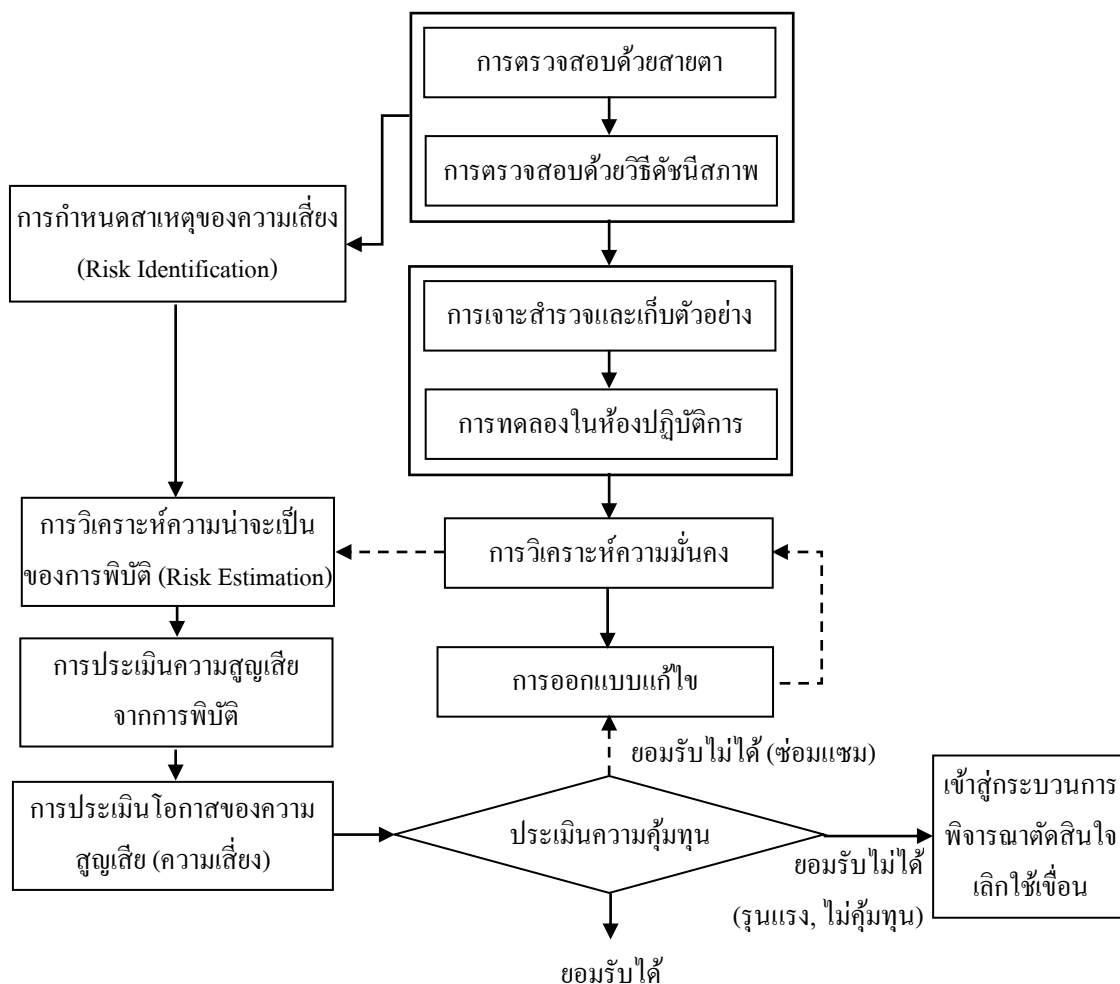 การตรวจสอบด้วยสายตา
การตรวจสอบด้วยวิธีดัชนีสภาพ
การกำหนดสาเหตุของความเสี่ยง
(Risk Identification)
การเจาะสำรวจและเก็บตัวอย่าง
การทดลองในห้องปฏิบัติการ
การวิเคราะห์ความน่าจะเป็น
ของการพิบัติ (Risk Estimation)
การวิเคราะห์ความมั่นคง
การประเมินความสูญเสีย
จากการพิบัติ
การออกแบบแก้ไข
ยอมรับไม่ได้ (ซ่อมแซม)
การประเมินโอกาสของความ
สูญเสีย (ความเสี่ยง)
ประเมินความคุ้มทุน
ยอมรับไม่ได้
(รุนแรง, ไม่คุ้มทุน)
เข้าสู่กระบวนการ
พิจารณาตัดสินใจ
เลิกใช้เขื่อน
ยอมรับได้